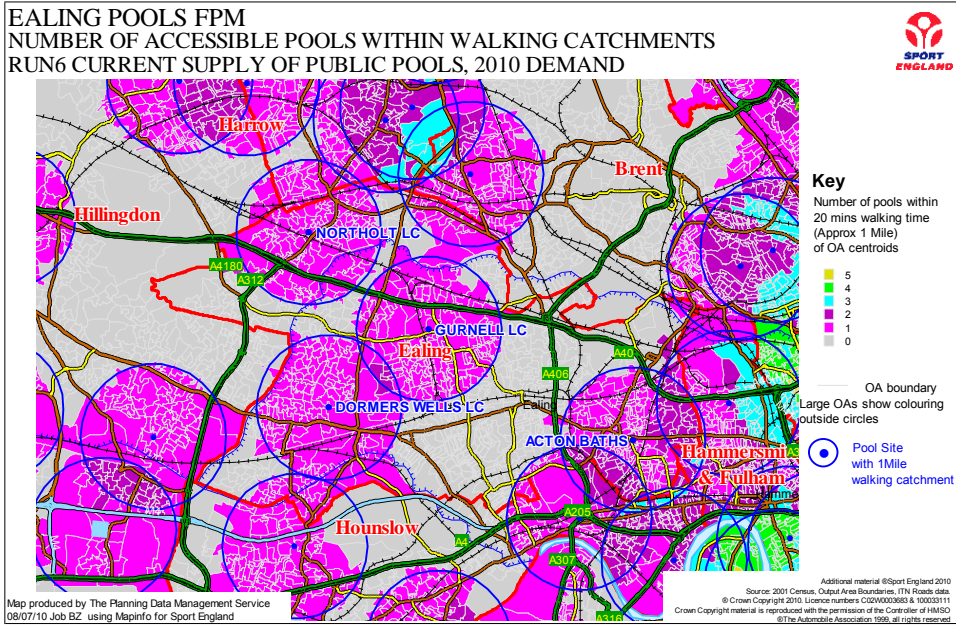 EALING POOLS FPM
NUMBER OF ACCESSIBLE POOLS WITHIN WALKING CATCHMENTS
RUN6 CURRENT SUPPLY OF PUBLIC POOLS, 2010 DEMAND
SPORT
ENGLAND
Harrow
Brent
Hillingdon
NORTHOLT LC
A4180
A312
GURNELL LC
Ealing
A40
A406
DORMERS WELLS LC
Ealing
ACTON BATHS
Hammersmi
& Fulham
Hamme
A3
Hounslow
A205
A4
A307
A316
Key
Number of pools within
20 mins walking time
(Approx 1 Mile)
of OA centroids
5
4
3
2
1
0
OA boundary
Large OAs show colouring
outside circles
Pool Site
with 1Mile
walking catchment
Map produced by The Planning Data Management Service
08/07/10 Job BZ using Mapinfo for Sport England
Additional material ©Sport England 2010
Source: 2001 Census, Output Area Boundaries, ITN Roads data.
© Crown Copyright 2010. Licence numbers C02W0003683 & 100033111
Crown Copyright material is reproduced with the permission of the Controller of HMSO
©The Automobile Association 1999, all rights reserved